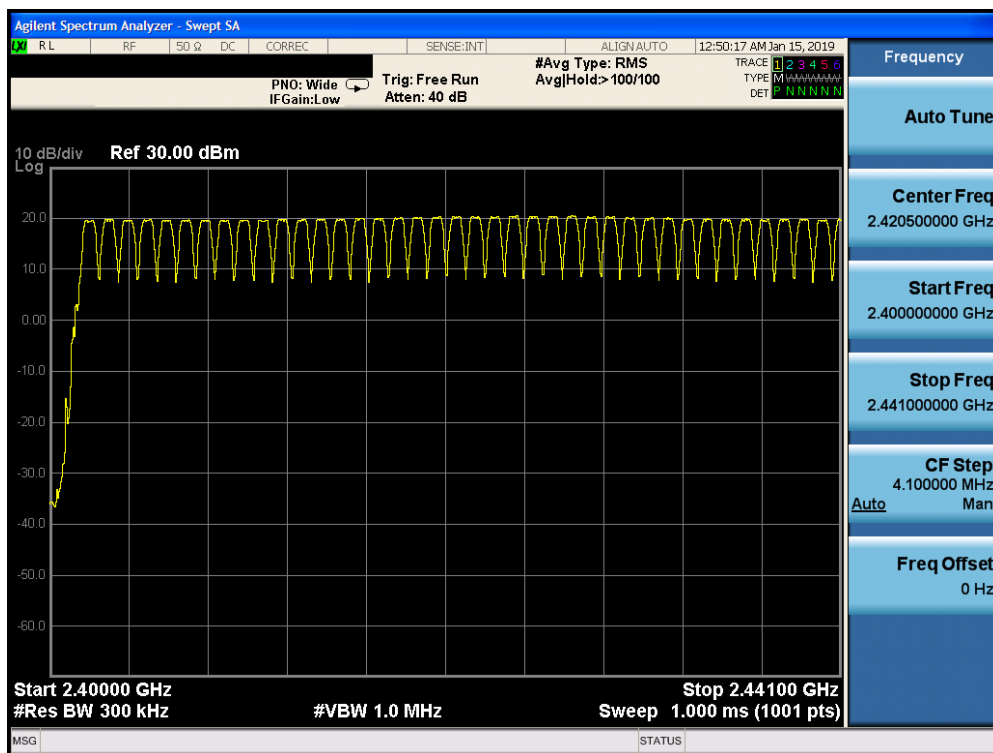 Agilent Spectrum Analyzer - Swept SA
LXI RL RF 50 Ω DC CORREC SENSE:INT ALIGN AUTO 12:50:17 AM Jan 15, 2019
PNO: Wide
IFGain:Low
Trig: Free Run
Atten: 40 dB
#Avg Type: RMS
Avg|Hold:>100/100
TRACE 1 2 3 4 5 6
TYPE M WWWWW
DET P N N N N N
10 dB/div Ref 30.00 dBm
Log
20.0
10.0
0.00
-10.0
-20.0
-30.0
-40.0
-50.0
-60.0
Start 2.40000 GHz Stop 2.44100 GHz
#Res BW 300 kHz #VBW 1.0 MHz Sweep 1.000 ms (1001 pts)
MSG STATUS
Frequency
Auto Tune
Center Freq
2.420500000 GHz
Start Freq
2.400000000 GHz
Stop Freq
2.441000000 GHz
CF Step
4.100000 MHz
Auto Man
Freq Offset
0 Hz